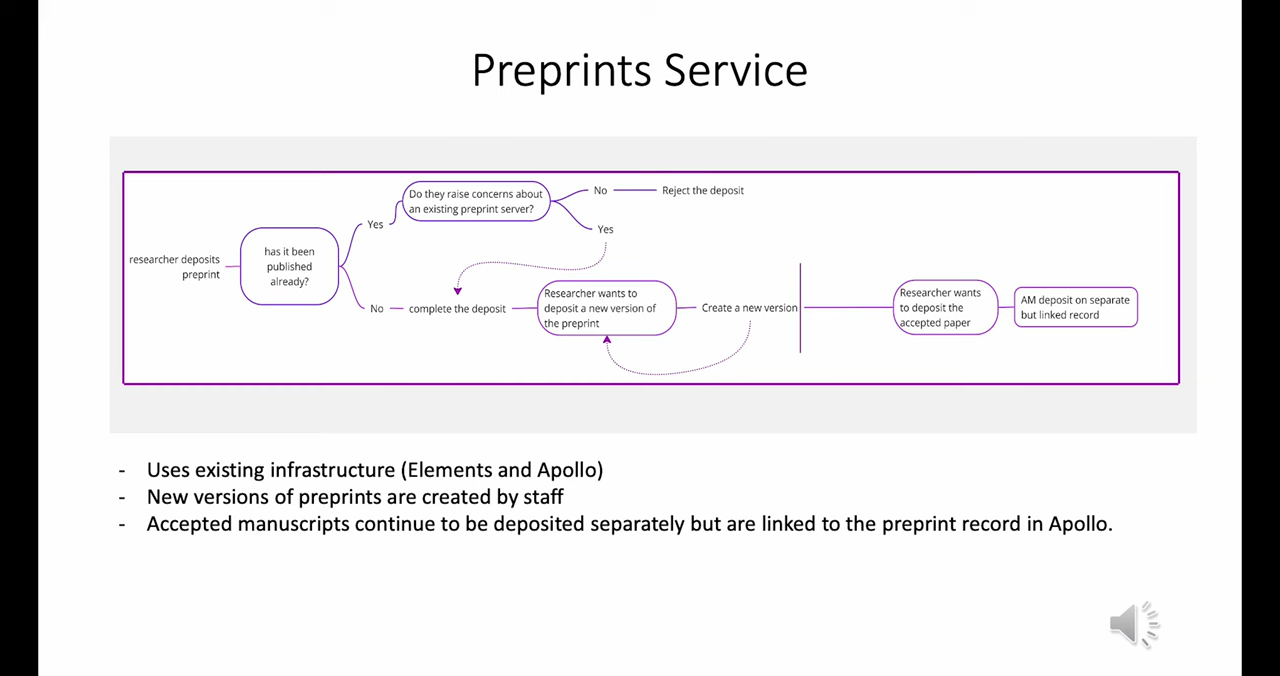 Preprints Service
researcher deposits
preprint
has it been
published
already?
Yes
Do they raise concerns about
an existing preprint server?
No
Reject the deposit
Yes
No
complete the deposit
Researcher wants to
deposit a new version of
the preprint
Create a new version
Researcher wants
to deposit the
accepted paper
AM deposit on separate
but linked record
- Uses existing infrastructure (Elements and Apollo)
- New versions of preprints are created by staff
- Accepted manuscripts continue to be deposited separately but are linked to the preprint record in Apollo.